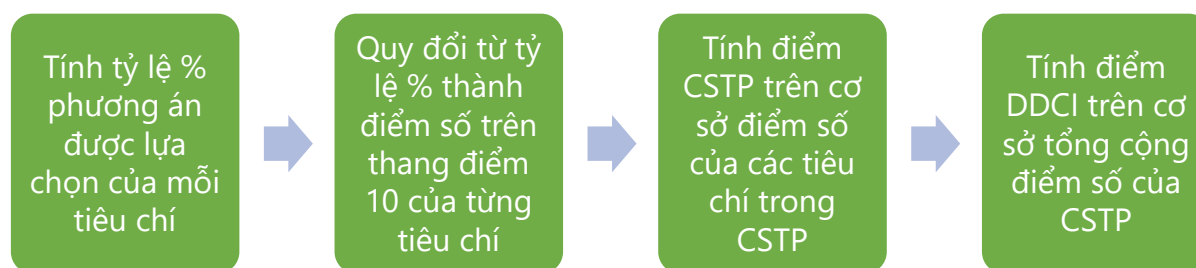 Tính tỷ lệ %
phương án
được lựa
chọn của mỗi
tiêu chí
Quy đổi từ tỷ
lệ % thành
điểm số trên
thang điểm
10 của từng
tiêu chí
Tính điểm
CSTP trên cơ
sở điểm số
của các tiêu
chí trong
CSTP
Tính điểm
DDCI trên cơ
sở tổng cộng
điểm số của
CSTP